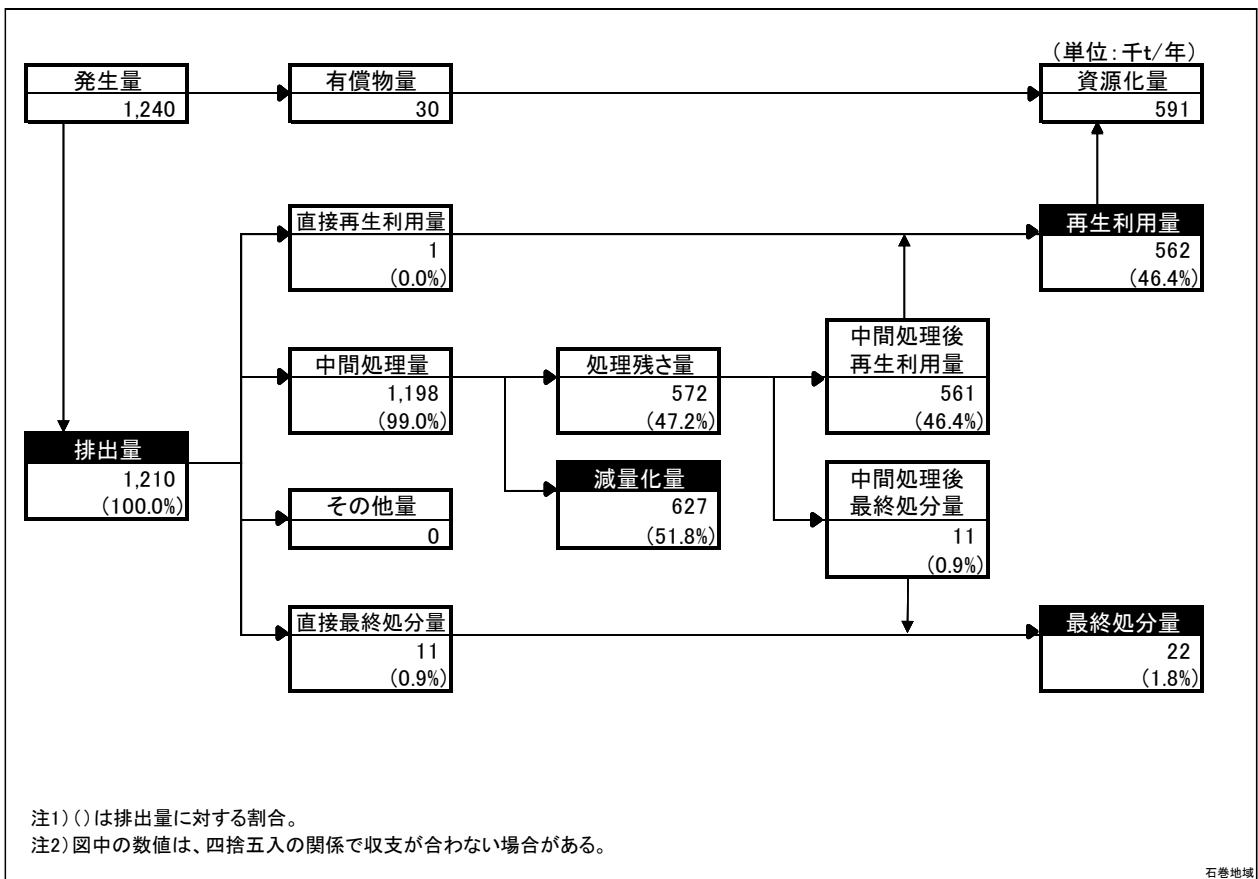 （単位：千t/年）
発生量
1,240
有償物量
30
資源化量
591
直接再生利用量
1
(0.0%)
再生利用量
562
(46.4%)
中間処理量
1,198
(99.0%)
処理残さ量
572
(47.2%)
中間処理後
再生利用量
561
(46.4%)
排出量
1,210
(100.0%)
その他量
0
減量化量
627
(51.8%)
中間処理後
最終処分量
11
(0.9%)
直接最終処分量
11
(0.9%)
最終処分量
22
(1.8%)
注1)()は排出量に対する割合。
注2)図中の数値は、四捨五入の関係で収支が合わない場合がある。
石巻地域